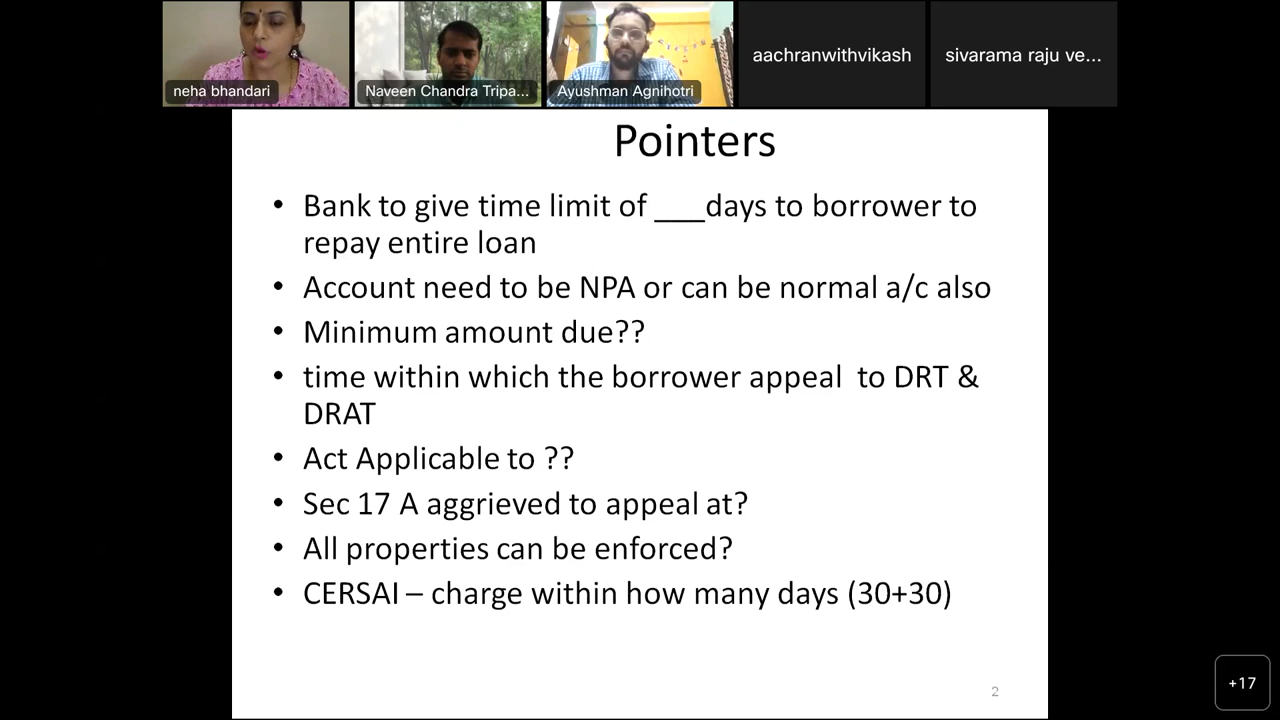 neha bhandari
Naveen Chandra Tripa...
Ayushman Agnihotri
aachranwithvikash
sivarama raju ve...
Pointers
• Bank to give time limit of ___days to borrower to
repay entire loan
• Account need to be NPA or can be normal a/c also
• Minimum amount due??
• time within which the borrower appeal  to DRT &
DRAT
• Act Applicable to ??
• Sec 17 A aggrieved to appeal at?
• All properties can be enforced?
• CERSAI – charge within how many days (30+30)
2
+17